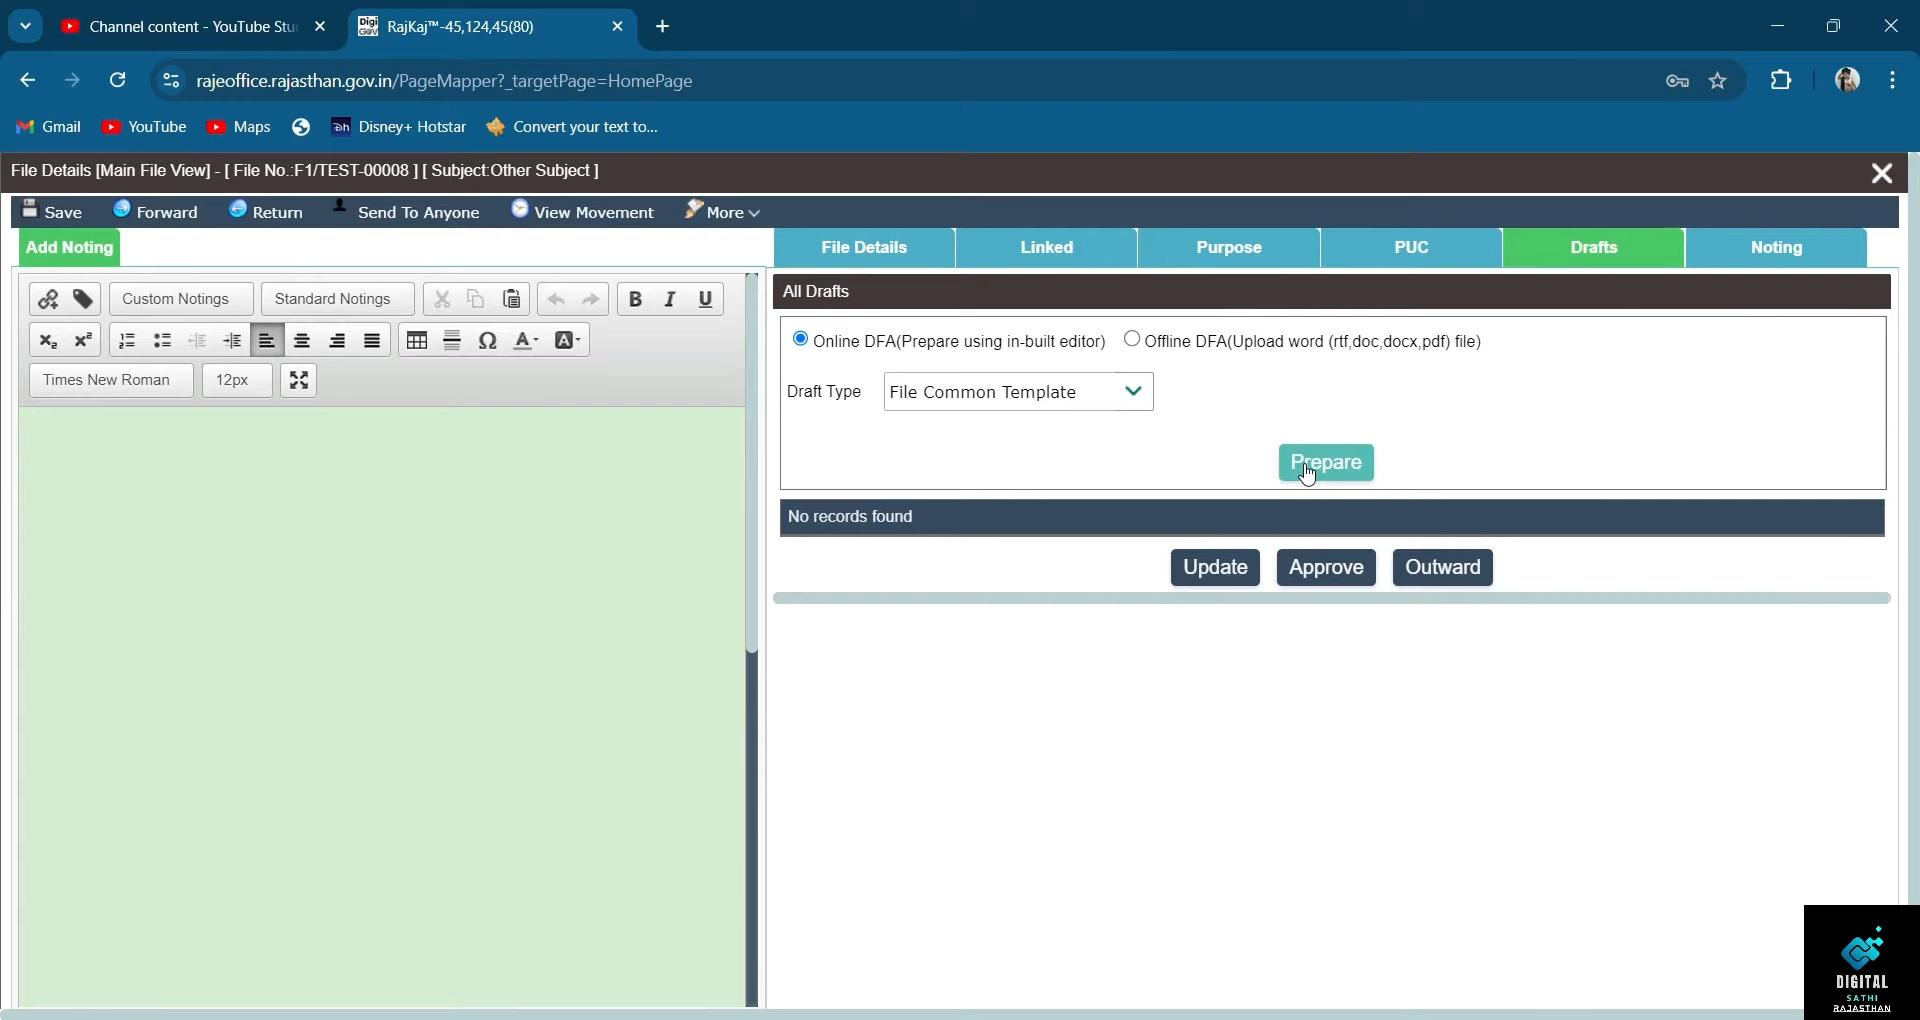 Channel content - YouTube Stu
RajKaj™-45,124,45(80)
rajeoffice.rajasthan.gov.in/PageMapper?_targetPage=HomePage
Gmail
YouTube
Maps
Disney+ Hotstar
Convert your text to...
File Details [Main File View] - [ File No.:F1/TEST-00008 ] [ Subject:Other Subject ]
Save
Forward
Return
Send To Anyone
View Movement
More
Add Noting
File Details
Linked
Purpose
PUC
Drafts
Noting
Custom Notings
Standard Notings
B I U
Times New Roman
12px
All Drafts
Online DFA(Prepare using in-built editor)
Offline DFA(Upload word (rtf,doc,docx,pdf) file)
Draft Type
File Common Template
Prepare
No records found
Update
Approve
Outward
DIGITAL
SATHI
RAJASTHAN